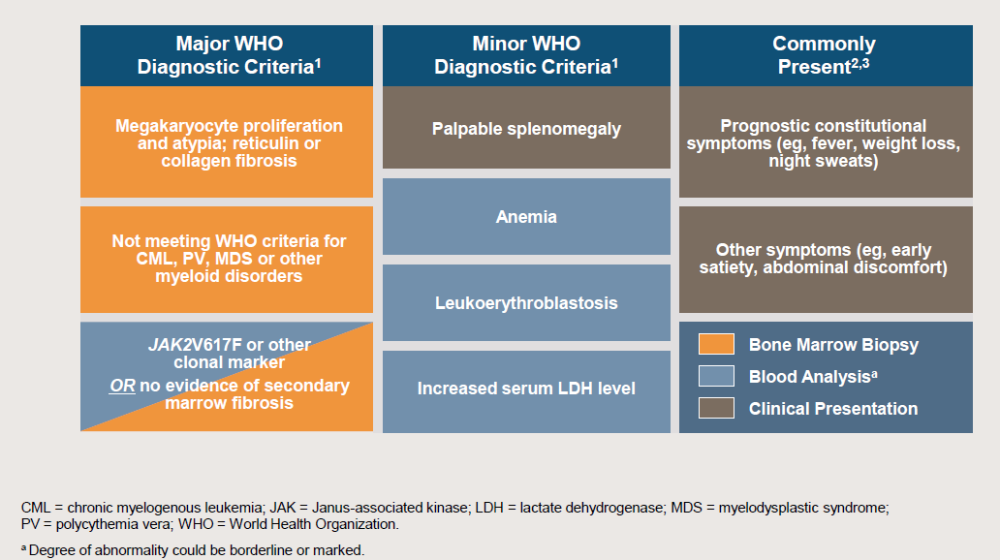 Major WHO
Diagnostic Criteria1
Megakaryocyte proliferation
and atypia; reticulin or
collagen fibrosis
Not meeting WHO criteria for
CML, PV, MDS or other
myeloid disorders
JAK2V617F or other
clonal marker
OR no evidence of secondary
marrow fibrosis
Minor WHO
Diagnostic Criteria1
Palpable splenomegaly
Anemia
Leukoerythroblastosis
Increased serum LDH level
Commonly
Present2,3
Prognostic constitutional
symptoms (eg, fever, weight loss,
night sweats)
Other symptoms (eg, early
satiety, abdominal discomfort)
Bone Marrow Biopsy
Blood Analysisa
Clinical Presentation
CML = chronic myelogenous leukemia; JAK = Janus-associated kinase; LDH = lactate dehydrogenase; MDS = myelodysplastic syndrome;
PV = polycythemia vera; WHO = World Health Organization.
a Degree of abnormality could be borderline or marked.